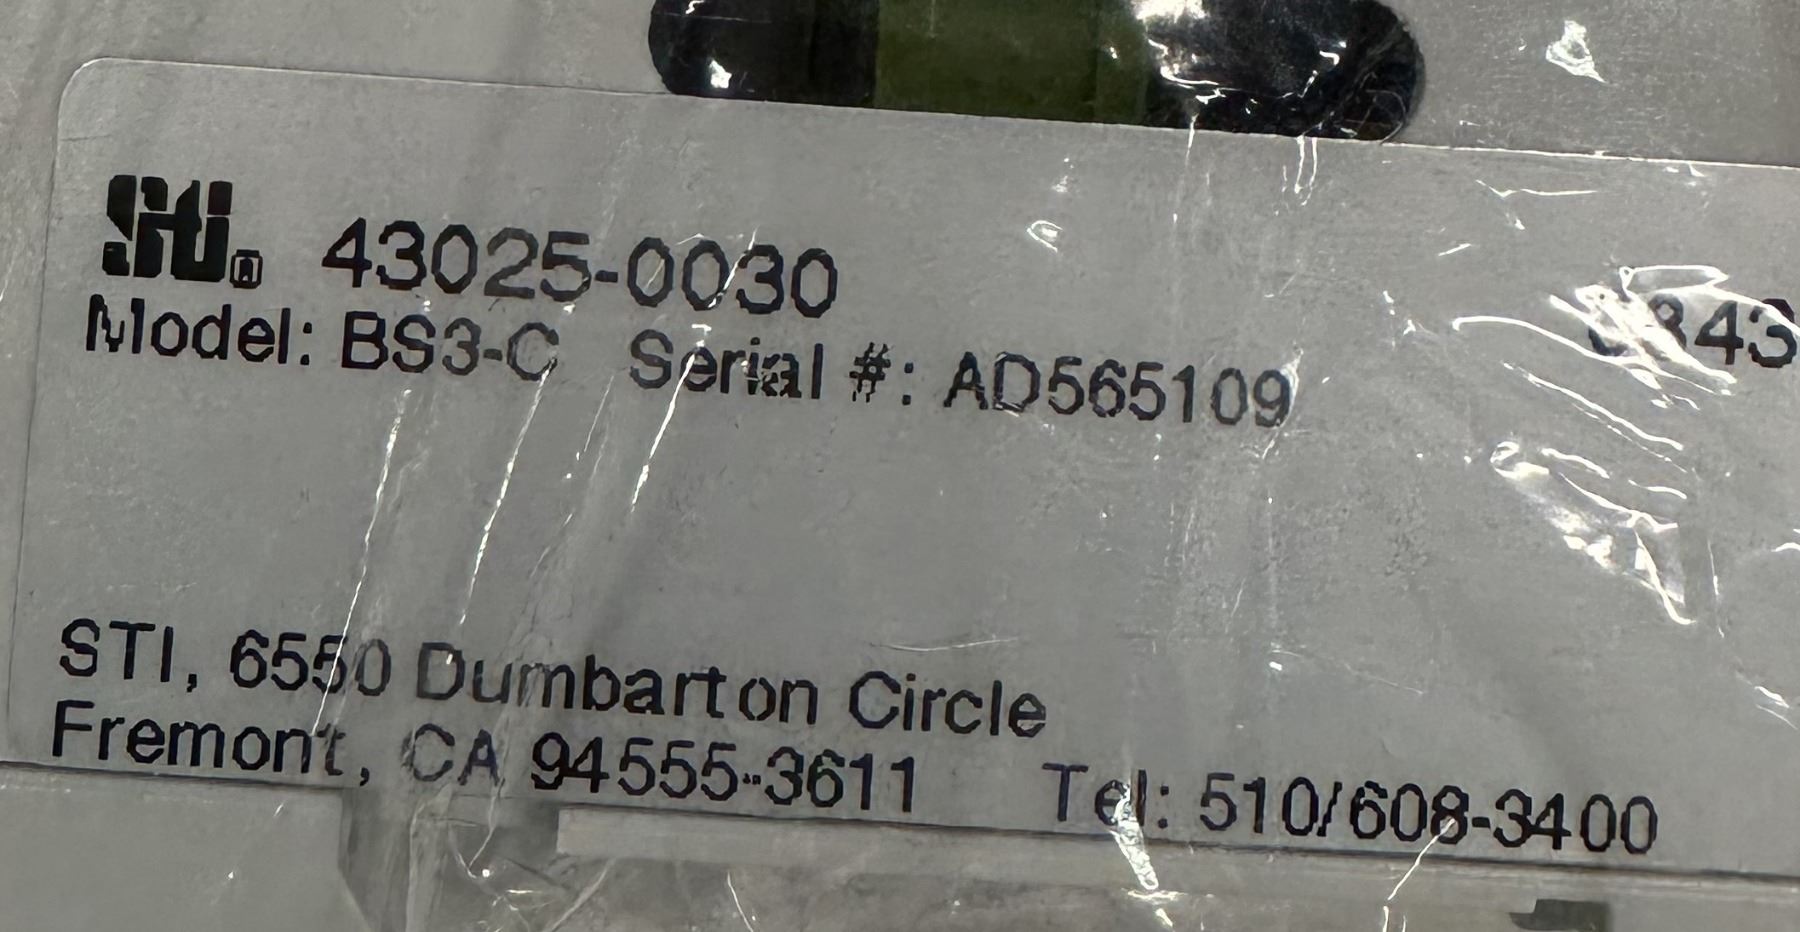 STi® 43025-0030
Model: BS3-C Serial #: AD565109
STI, 6550 Dumbarton Circle
Fremont, CA 94555-3611 Tel: 510/608-3400